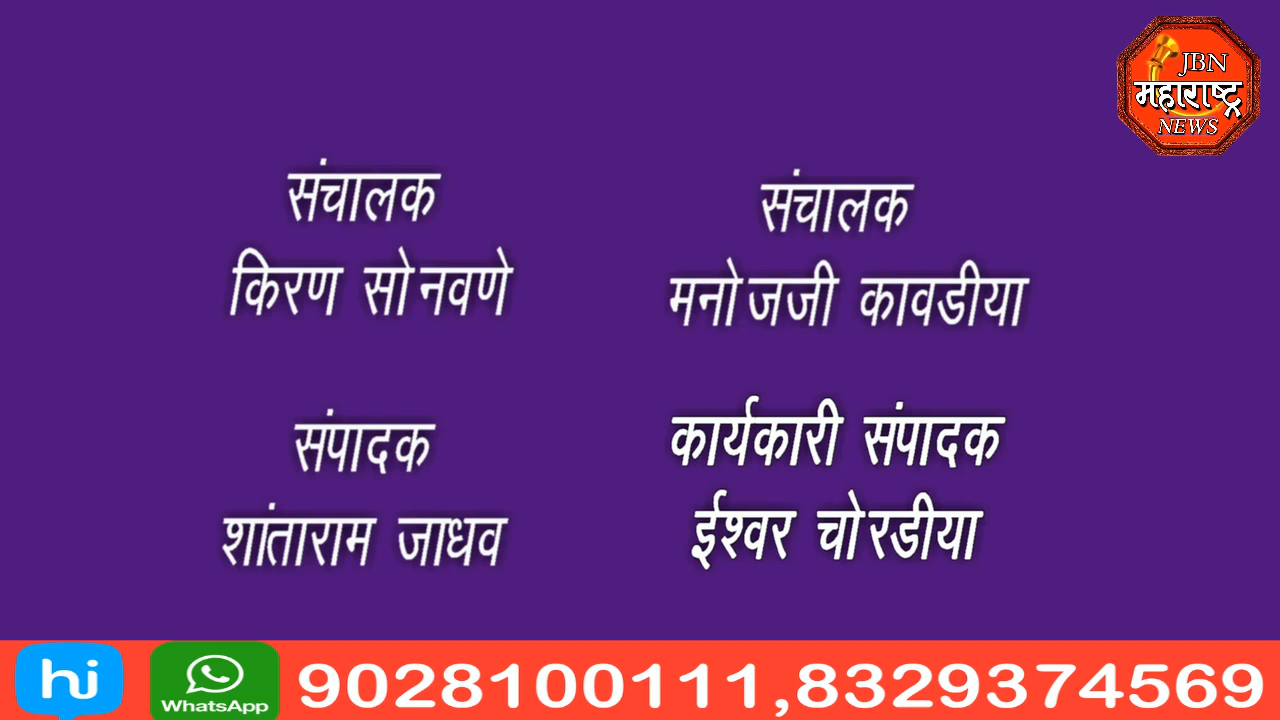 JBN
महाराष्ट्र
NEWS
संचालक
किरण सोनवणे
संचालक
मनोजजी कावडीया
संपादक
शांताराम जाधव
कार्यकारी संपादक
ईश्वर चोरडीया
hi
WhatsApp
9028100111,8329374569